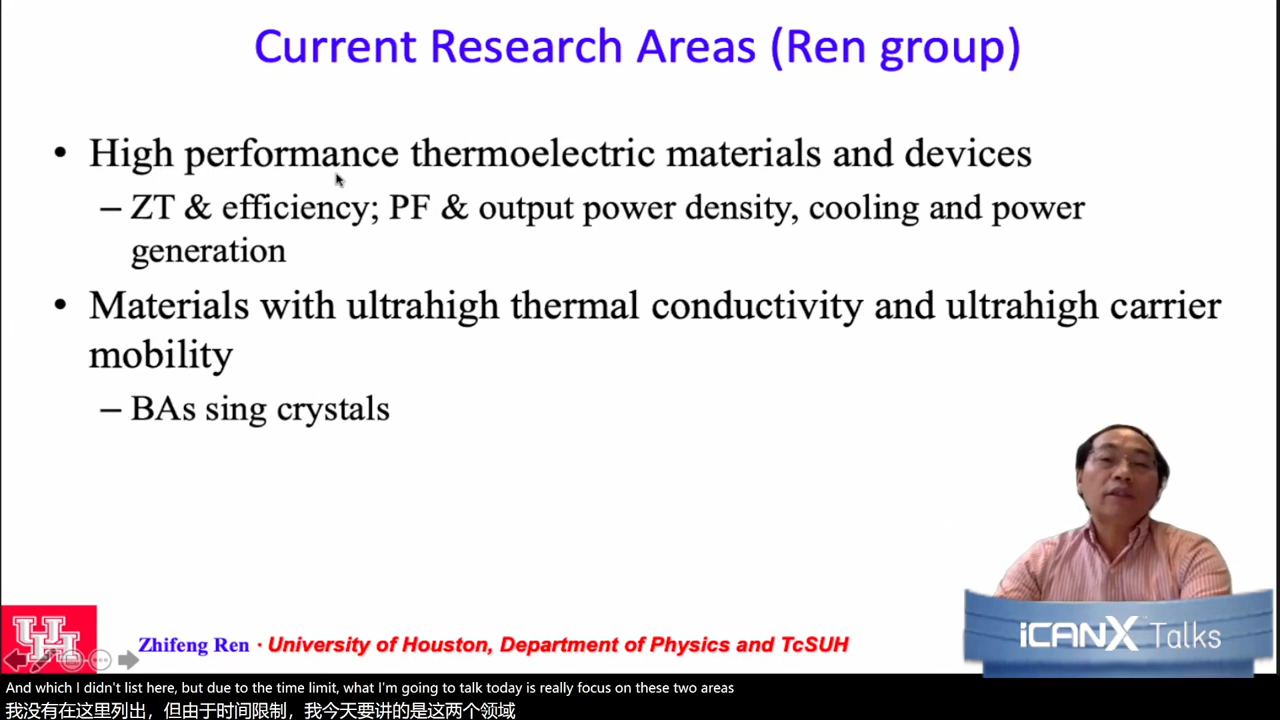 Current Research Areas (Ren group)
• High performance thermoelectric materials and devices
– ZT & efficiency; PF & output power density, cooling and power
generation
• Materials with ultrahigh thermal conductivity and ultrahigh carrier
mobility
– BAs sing crystals
UH
Zhifeng Ren · University of Houston, Department of Physics and TcSUH
iCANX Talks
And which I didn't list here, but due to the time limit, what I'm going to talk today is really focus on these two areas
我没有在这里列出，但由于时间限制，我今天要讲的是这两个领域